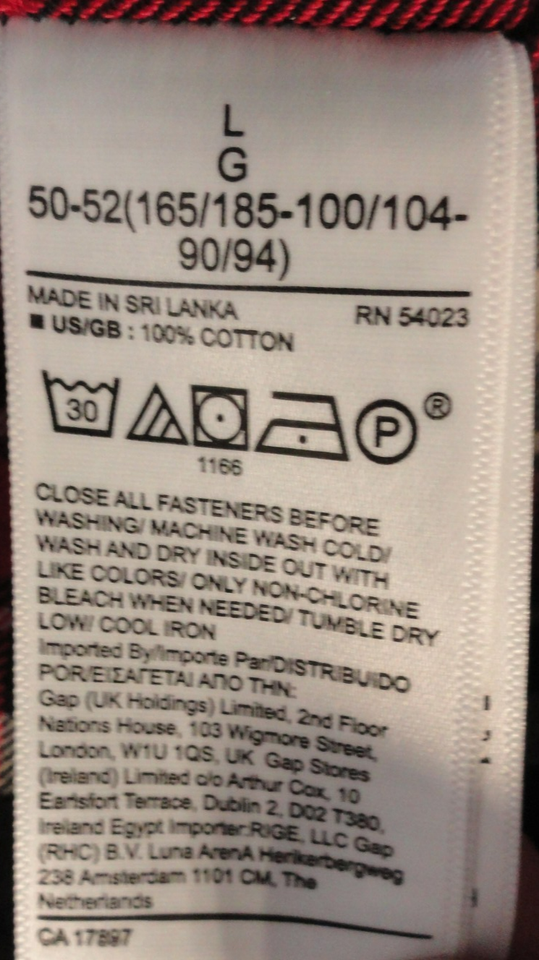 L
G
50-52(165/185-100/104-
90/94)
MADE IN SRI LANKA
RN 54023
■ US/GB : 100% COTTON
30
P
®
1166
CLOSE ALL FASTENERS BEFORE
WASHING/ MACHINE WASH COLD/
WASH AND DRY INSIDE OUT WITH
LIKE COLORS/ ONLY NON-CHLORINE
BLEACH WHEN NEEDED/ TUMBLE DRY
LOW/ COOL IRON
Imported By/Importe Par/DISTRIBUIDO
POR/ΕΙΣΑΓΕΤΑΙ ΑΠΟ ΤΗΝ:
Gap (UK Holdings) Limited, 2nd Floor
Nations House, 103 Wigmore Street,
London, W1U 1QS, UK Gap Stores
(Ireland) Limited c/o Arthur Cox, 10
Earlsfort Terrace, Dublin 2, D02 T380,
Ireland Egypt Importer:RIGE, LLC Gap
(RHC) B.V. Luna ArenA Herikerbergweg
238 Amsterdam 1101 CM, The
Netherlands
CA 17897